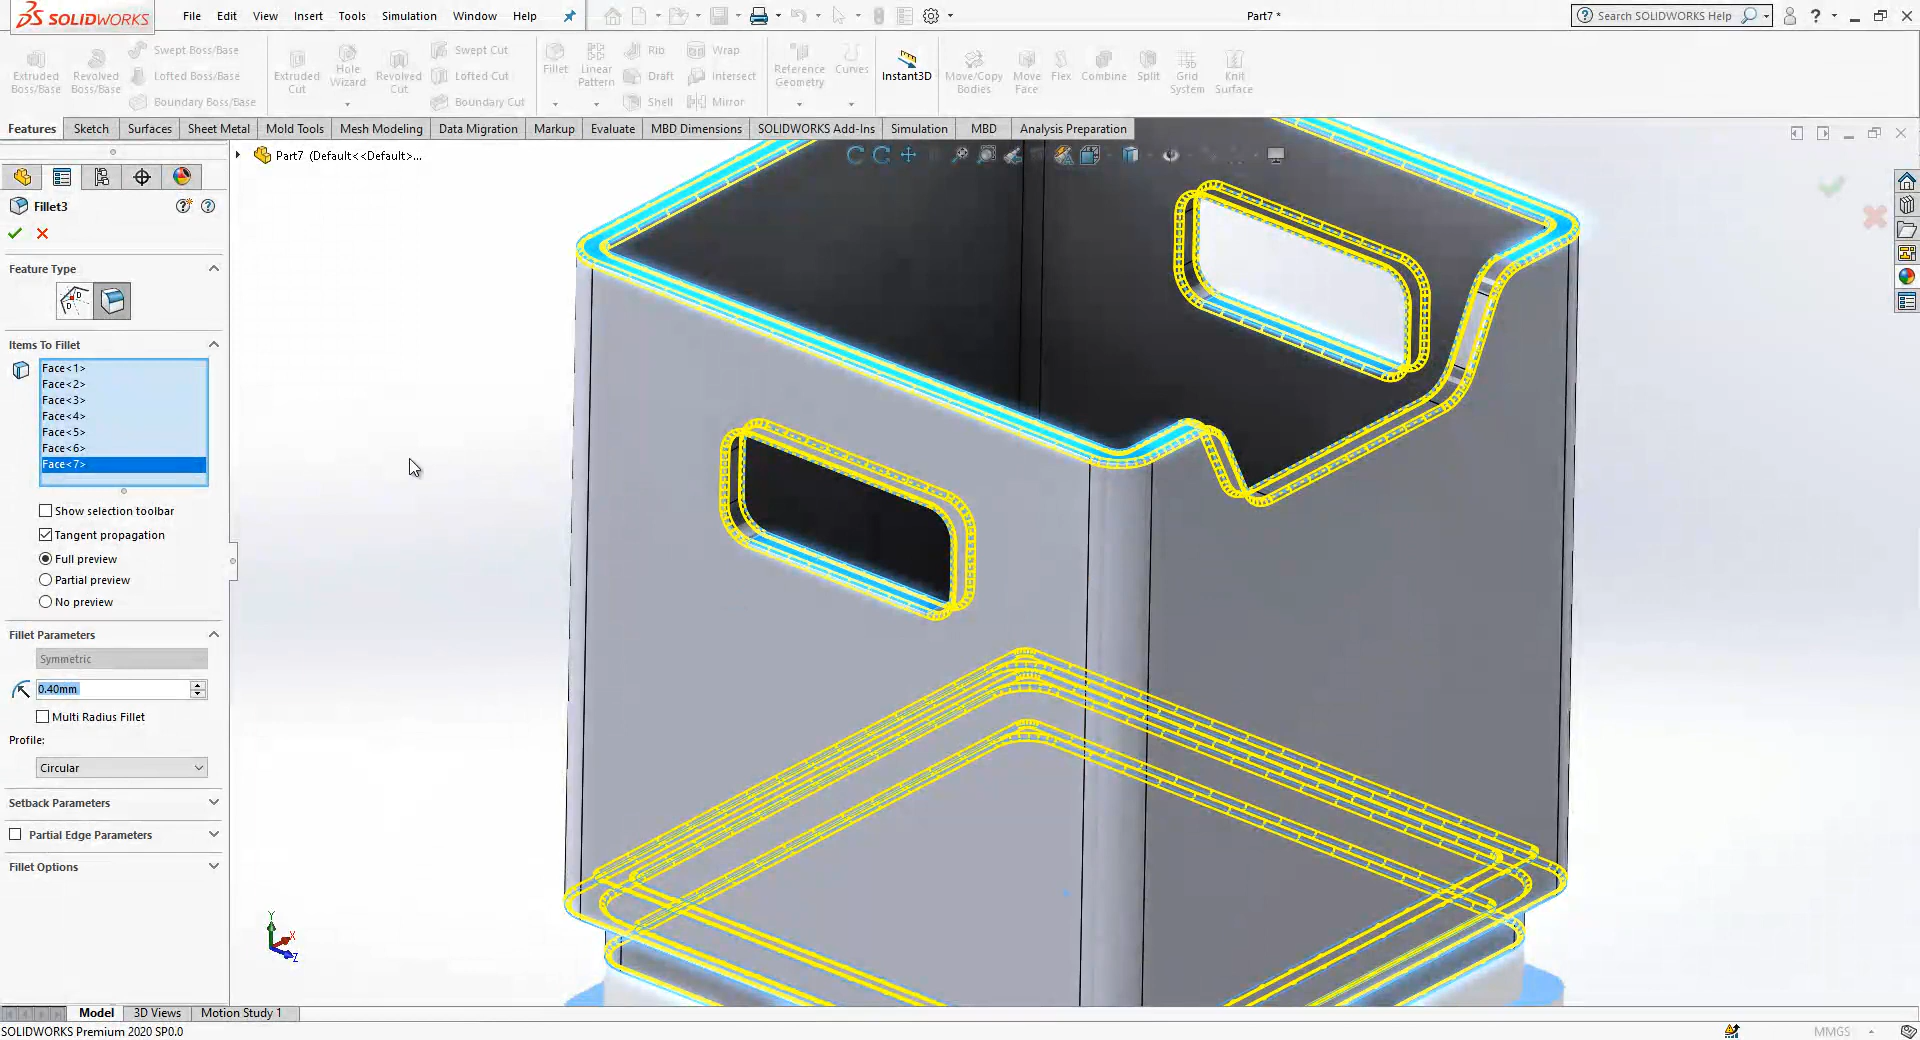 SOLIDWORKS
File Edit View Insert Tools Simulation Window Help
Part7 *
Search SOLIDWORKS Help
Extruded Boss/Base
Revolved Boss/Base
Swept Boss/Base
Lofted Boss/Base
Boundary Boss/Base
Extruded Cut
Hole Wizard
Revolved Cut
Swept Cut
Lofted Cut
Boundary Cut
Fillet
Linear Pattern
Rib
Draft
Shell
Wrap
Intersect
Mirror
Reference Geometry
Curves
Instant3D
Move/Copy Bodies
Move Face
Flex
Combine
Split
Grid System
Knit Surface
Features Sketch Surfaces Sheet Metal Mold Tools Mesh Modeling Data Migration Markup Evaluate MBD Dimensions SOLIDWORKS Add-Ins Simulation MBD Analysis Preparation
Part7 (Default<<Default>...
Fillet3
Feature Type
Items To Fillet
Face<1>
Face<2>
Face<3>
Face<4>
Face<5>
Face<6>
Face<7>
Show selection toolbar
Tangent propagation
Full preview
Partial preview
No preview
Fillet Parameters
Symmetric
0.40mm
Multi Radius Fillet
Profile:
Circular
Setback Parameters
Partial Edge Parameters
Fillet Options
Y
X
Z
Model 3D Views Motion Study 1
SOLIDWORKS Premium 2020 SP0.0
MMGS